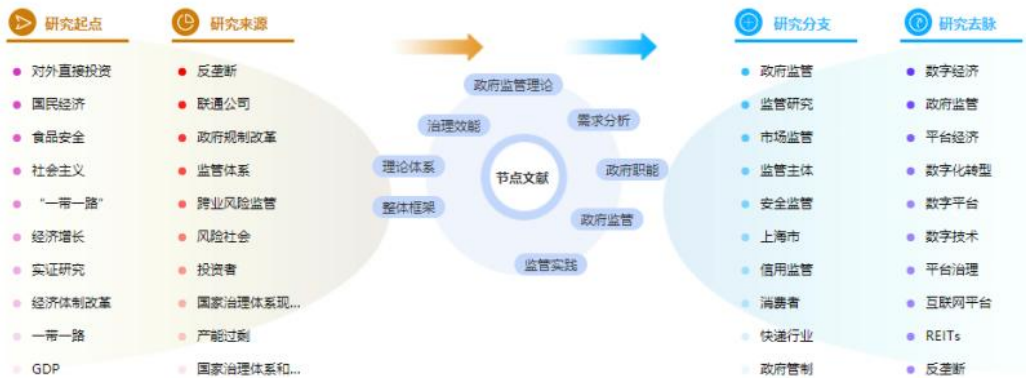 研究起点
对外直接投资
国民经济
食品安全
社会主义
“一带一路”
经济增长
实证研究
经济体制改革
一带一路
GDP
研究来源
反垄断
联通公司
政府规制改革
监管体系
跨业风险监管
风险社会
投资者
国家治理体系现...
产能过剩
国家治理体系和...
政府监管理论
治理效能
需求分析
理论体系
节点文献
政府职能
整体框架
政府监管
监管实践
研究分支
政府监管
监管研究
市场监管
监管主体
安全监管
上海市
信用监管
消费者
快递行业
政府管制
研究去脉
数字经济
政府监管
平台经济
数字化转型
数字平台
数字技术
平台治理
互联网平台
REITs
反垄断